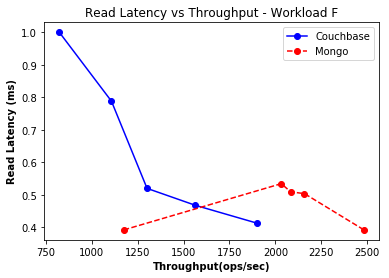 Read Latency vs Throughput - Workload F
Couchbase
Mongo
Read Latency (ms)
1.0
0.9
0.8
0.7
0.6
0.5
0.4
750 1000 1250 1500 1750 2000 2250 2500
Throughput(ops/sec)